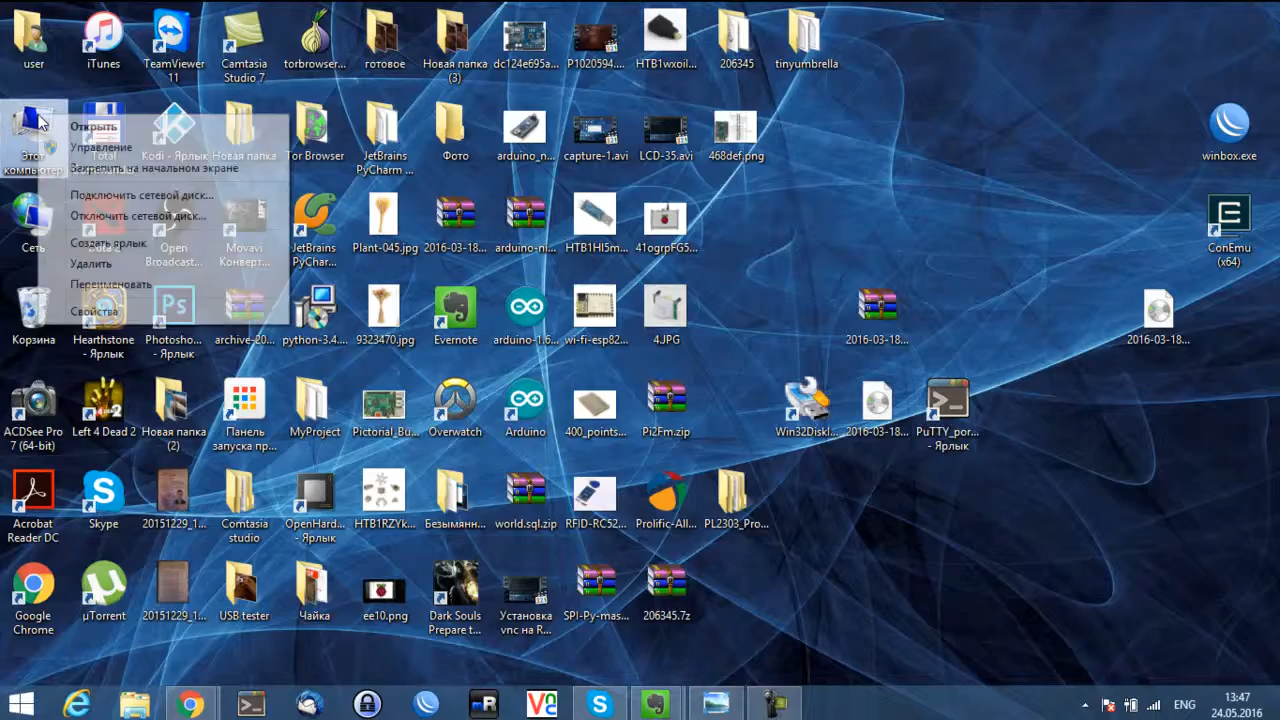 user
iTunes
TeamViewer
11
Camtasia
Studio 7
torbrowser...
готовое
Новая папка
(3)
dc124e695a...
P1020594....
HTB1wxoil...
206345
tinyumbrella
Этот
компьютер
Открыть
Управление
Закрепить на начальном экране
Подключить сетевой диск...
Отключить сетевой диск...
Создать ярлык
Удалить
Переименовать
Свойства
Total
Kodi - Ярлык
Новая папка
Tor Browser
JetBrains
PyCharm ...
Фото
arduino_n...
capture-1.avi
LCD-35.avi
468def.png
winbox.exe
Сеть
Dota 2
Open
Broadcast...
Movavi
Конверт...
JetBrains
PyChar...
Plant-045.jpg
2016-03-18...
arduino-nl...
HTB1HI5m...
41ogrpFG5...
ConEmu
(x64)
Корзина
Hearthstone
- Ярлык
Photosho...
- Ярлык
archive-20...
python-3.4....
9323470.jpg
Evernote
arduino-1.6...
wi-fi-esp82...
4JPG
2016-03-18...
2016-03-18...
ACDSee Pro
7 (64-bit)
Left 4 Dead 2
Новая папка
(2)
Панель
запуска пр...
MyProject
Pictorial_Bu...
Overwatch
Arduino
400_points...
Pi2Fm.zip
Win32DiskI...
2016-03-18...
PuTTY_por...
- Ярлык
Acrobat
Reader DC
Skype
20151229_1...
Comtasia
studio
OpenHard...
- Ярлык
HTB1RZYk...
Безымянн...
world.sql.zip
RFID-RC52...
Prolific-All...
PL2303_Pro...
Google
Chrome
µTorrent
20151229_1...
USB tester
Чайка
ee10.png
Dark Souls
Prepare t...
Установка
vnc на R...
SPI-Py-mas...
206345.7z
ENG
13:47
24.05.2016